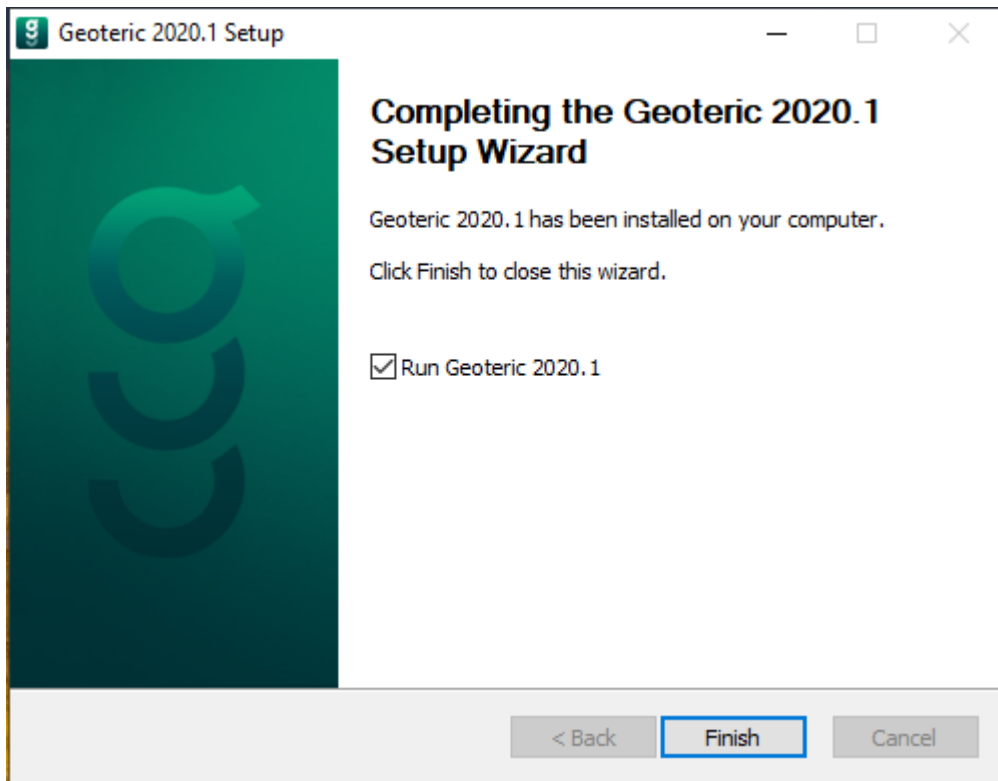 Geoteric 2020.1 Setup
Completing the Geoteric 2020.1
Setup Wizard
Geoteric 2020.1 has been installed on your computer.
Click Finish to close this wizard.
Run Geoteric 2020.1
< Back
Finish
Cancel